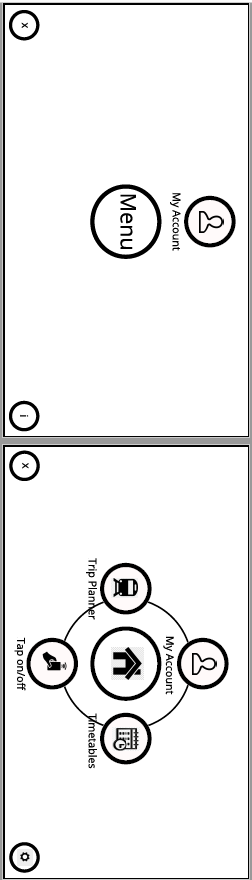 My Account
Menu
x
i
My Account
Trip Planner
Timetables
Tap on/off
x